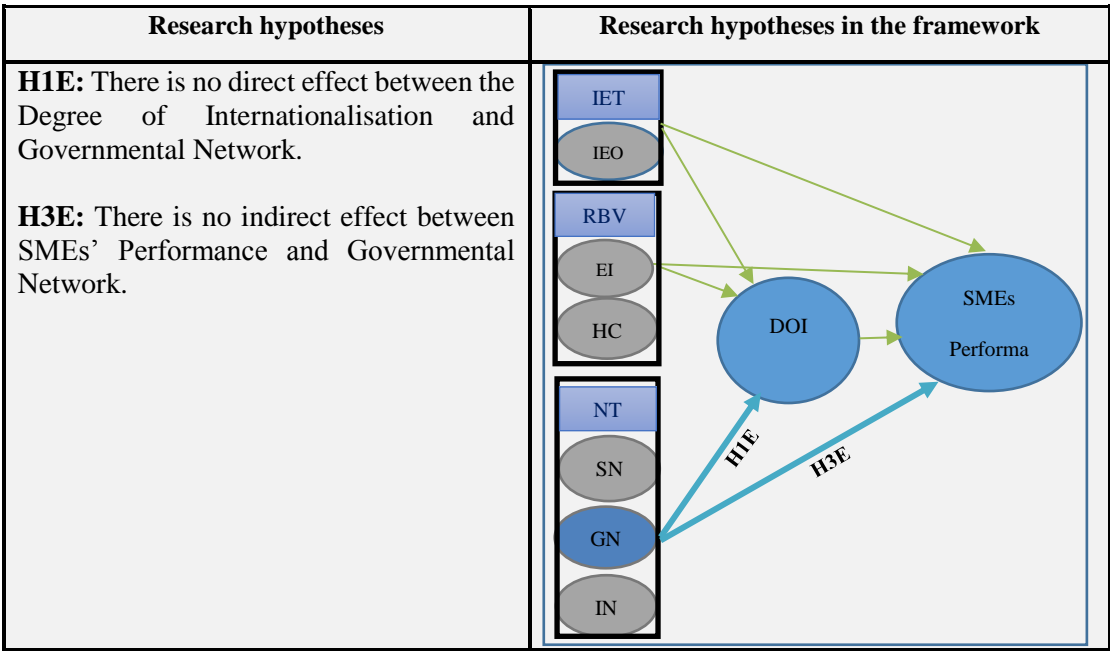 Research hypotheses
Research hypotheses in the framework
H1E: There is no direct effect between the
Degree of Internationalisation and
Governmental Network.
H3E: There is no indirect effect between
SMEs’ Performance and Governmental
Network.
IET
IEO
RBV
EI
HC
NT
SN
GN
IN
DOI
SMEs
Performa
H1E
H3E